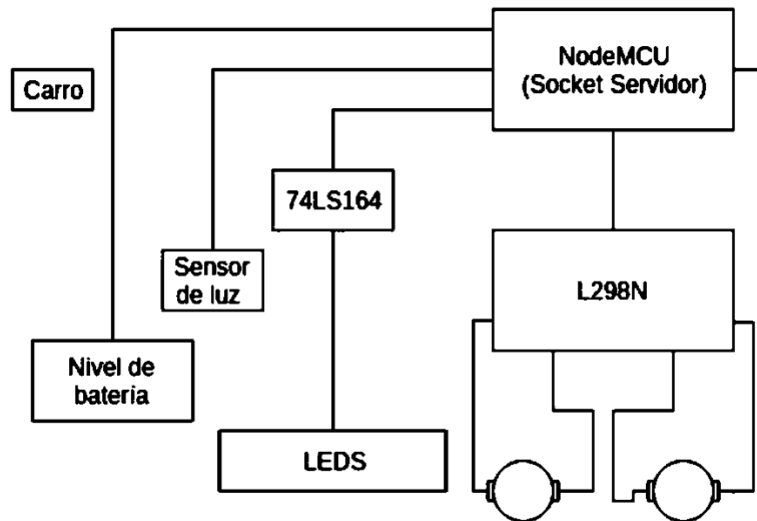 NodeMCU
(Socket Servidor)
Carro
74LS164
Sensor
de luz
L298N
Nivel de
bateria
LEDS